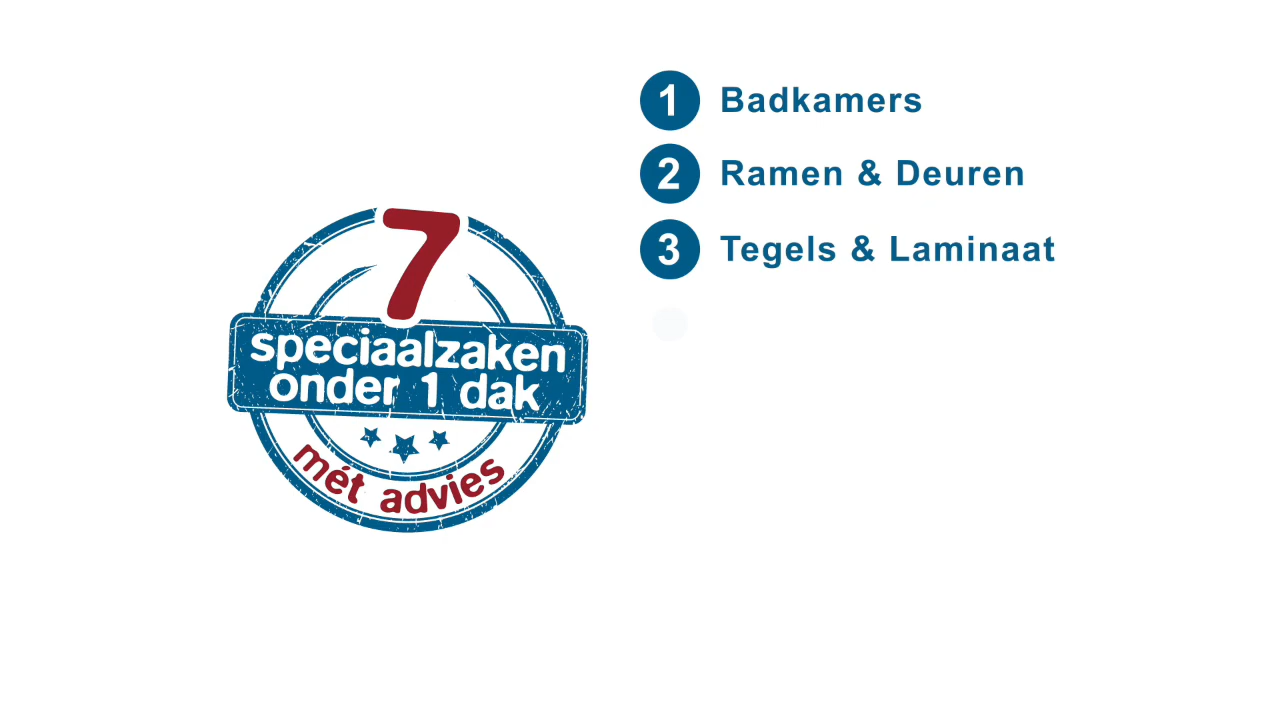 7
speciaalzaken
onder 1 dak
mét advies
1 Badkamers
2 Ramen & Deuren
3 Tegels & Laminaat